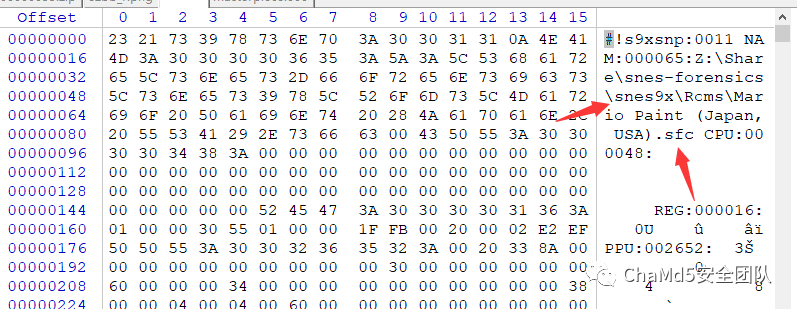 Offset 0 1 2 3 4 5 6 7 8 9 10 11 12 13 14 15
00000000 23 21 73 39 78 73 6E 70 3A 30 30 31 31 0A 4E 41 #!s9xsnp:0011 NA
00000016 4D 3A 30 30 30 30 36 35 3A 5A 3A 5C 53 68 61 72 M:000065:Z:\Shar
00000032 65 5C 73 6E 65 73 2D 66 6F 72 65 6E 73 69 63 73 e\snes-forensics
00000048 5C 73 6E 65 73 39 78 5C 52 6F 6D 73 5C 4D 61 72 \snes9x\Roms\Mar
00000064 69 6F 20 50 61 69 6E 74 20 28 4A 61 70 61 6E io Paint (Japan,
00000080 20 55 53 41 29 2E 73 66 63 00 43 50 55 3A 30 30 USA).sfc CPU:00
00000096 30 30 34 38 3A 00 00 00 00 00 00 00 00 00 00 00 0048:
00000112 00 00 00 00 00 00 00 00 00 00 00 00 00 00 00 00
00000128 00 00 00 00 00 00 00 00 00 00 00 00 00 00 00 00
00000144 00 00 00 00 00 52 45 47 3A 30 30 30 30 31 36 3A REG:000016:
00000160 01 00 00 30 55 01 00 00 1F FB 00 20 00 02 E2 EF 0U û âï
00000176 50 50 55 3A 30 30 32 36 35 32 3A 00 20 33 8A 00 PPU:002652: 3Š
00000192 00 00 00 00 00 00 00 00 00 30 00 00 00 00 00 00 0
00000208 60 00 00 00 34 00 00 00 00 00 00 00 00 00 00 38 4 8
00000224 00 00 04 00 04 00 60 00 00 00 00 00 00 00 00 00 `
ChaMd5安全团队